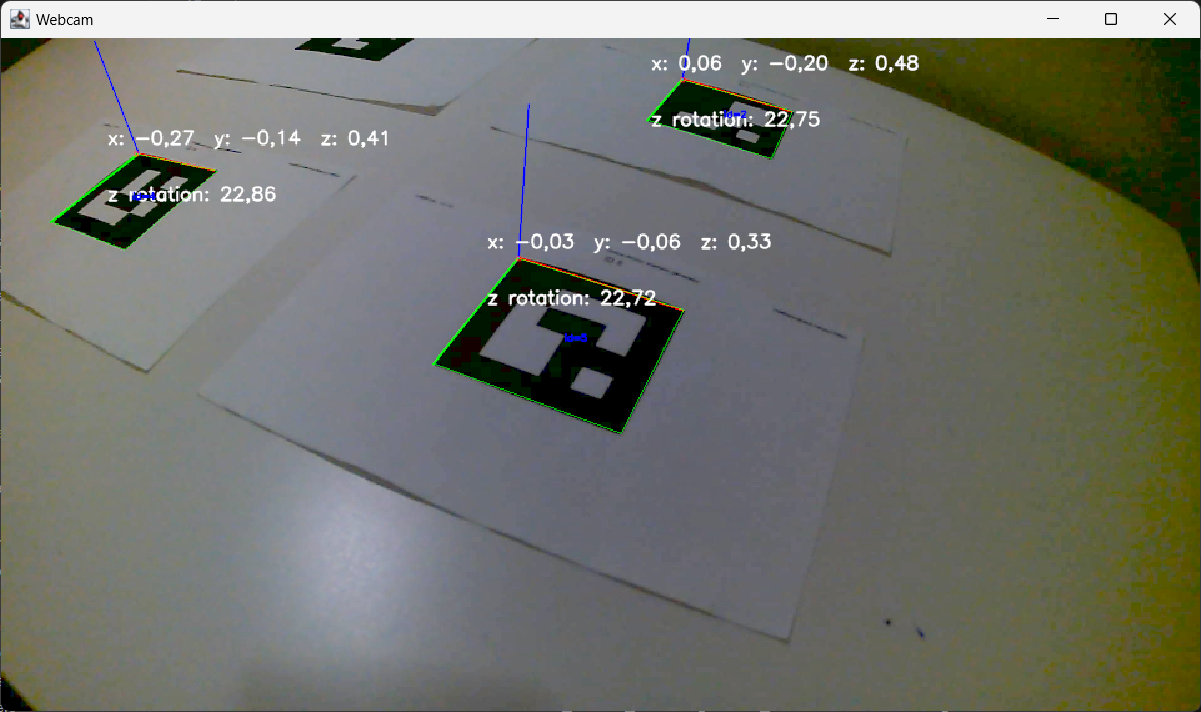 Webcam
x: 0,06 y: -0,20 z: 0,48
z rotation: 22,75
x: -0,27 y: -0,14 z: 0,41
z rotation: 22,86
x: -0,03 y: -0,06 z: 0,33
z rotation: 22,72